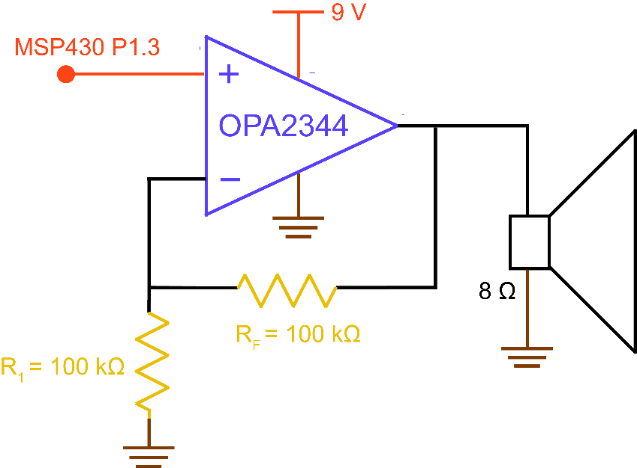 9 V
MSP430 P1.3
+
OPA2344
−
8 Ω
R_F = 100 kΩ
R_1 = 100 kΩ